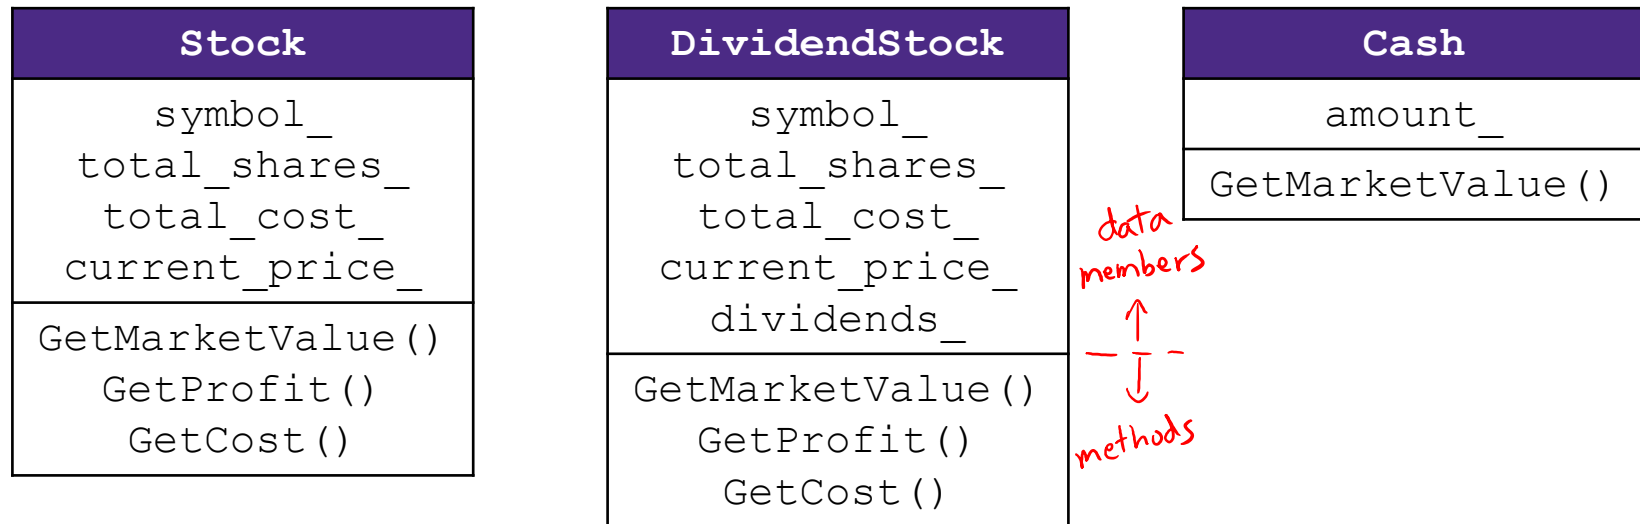 Stock
symbol_
total_shares_
total_cost_
current_price_
GetMarketValue()
GetProfit()
GetCost()
DividendStock
symbol_
total_shares_
total_cost_
current_price_
dividends_
GetMarketValue()
GetProfit()
GetCost()
data
members
methods
Cash
amount_
GetMarketValue()